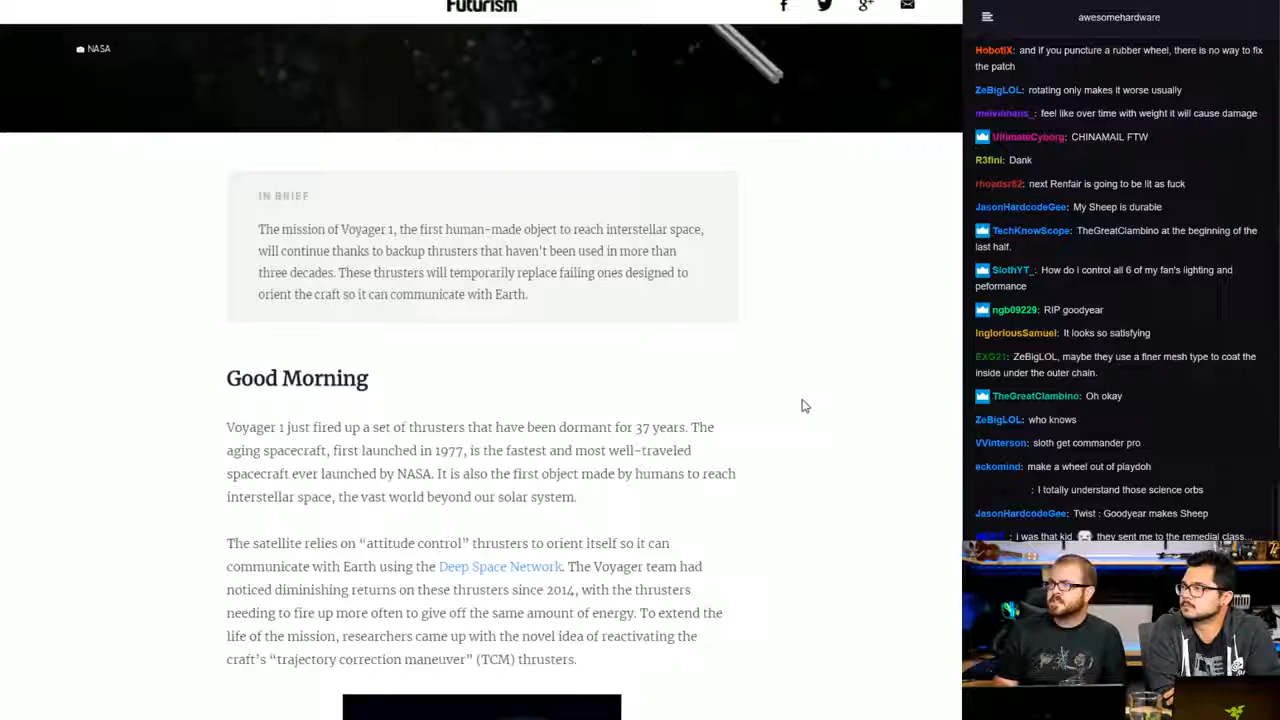 Futurism
NASA
IN BRIEF
The mission of Voyager 1, the first human-made object to reach interstellar space,
will continue thanks to backup thrusters that haven't been used in more than
three decades. These thrusters will temporarily replace failing ones designed to
orient the craft so it can communicate with Earth.
Good Morning
Voyager 1 just fired up a set of thrusters that have been dormant for 37 years. The
aging spacecraft, first launched in 1977, is the fastest and most well-traveled
spacecraft ever launched by NASA. It is also the first object made by humans to reach
interstellar space, the vast world beyond our solar system.
The satellite relies on “attitude control” thrusters to orient itself so it can
communicate with Earth using the Deep Space Network. The Voyager team had
noticed diminishing returns on these thrusters since 2014, with the thrusters
needing to fire up more often to give off the same amount of energy. To extend the
life of the mission, researchers came up with the novel idea of reactivating the
craft’s “trajectory correction maneuver” (TCM) thrusters.
awesomehardware
HobotIX: and if you puncture a rubber wheel, there is no way to fix
the patch
ZeBigLOL: rotating only makes it worse usually
: feel like over time with weight it will cause damage
UltimateCyborg: CHINAMAIL FTW
R3fini: Dank
rhoadsr82: next Renfair is going to be lit as fuck
JasonHardcodeGee: My Sheep is durable
TechKnowScope: TheGreatClambino at the beginning of the
last half.
SlothYT_: How do I control all 6 of my fan's lighting and
peformance
ngb09229: RIP goodyear
IngloriousSamuel: It looks so satisfying
EXG21: ZeBigLOL, maybe they use a finer mesh type to coat the
inside under the outer chain.
TheGreatClambino: Oh okay
ZeBigLOL: who knows
VVinterson: sloth get commander pro
eckomind: make a wheel out of playdoh
: I totally understand those science orbs
JasonHardcodeGee: Twist : Goodyear makes Sheep
: i was that kid they sent me to the remedial class...